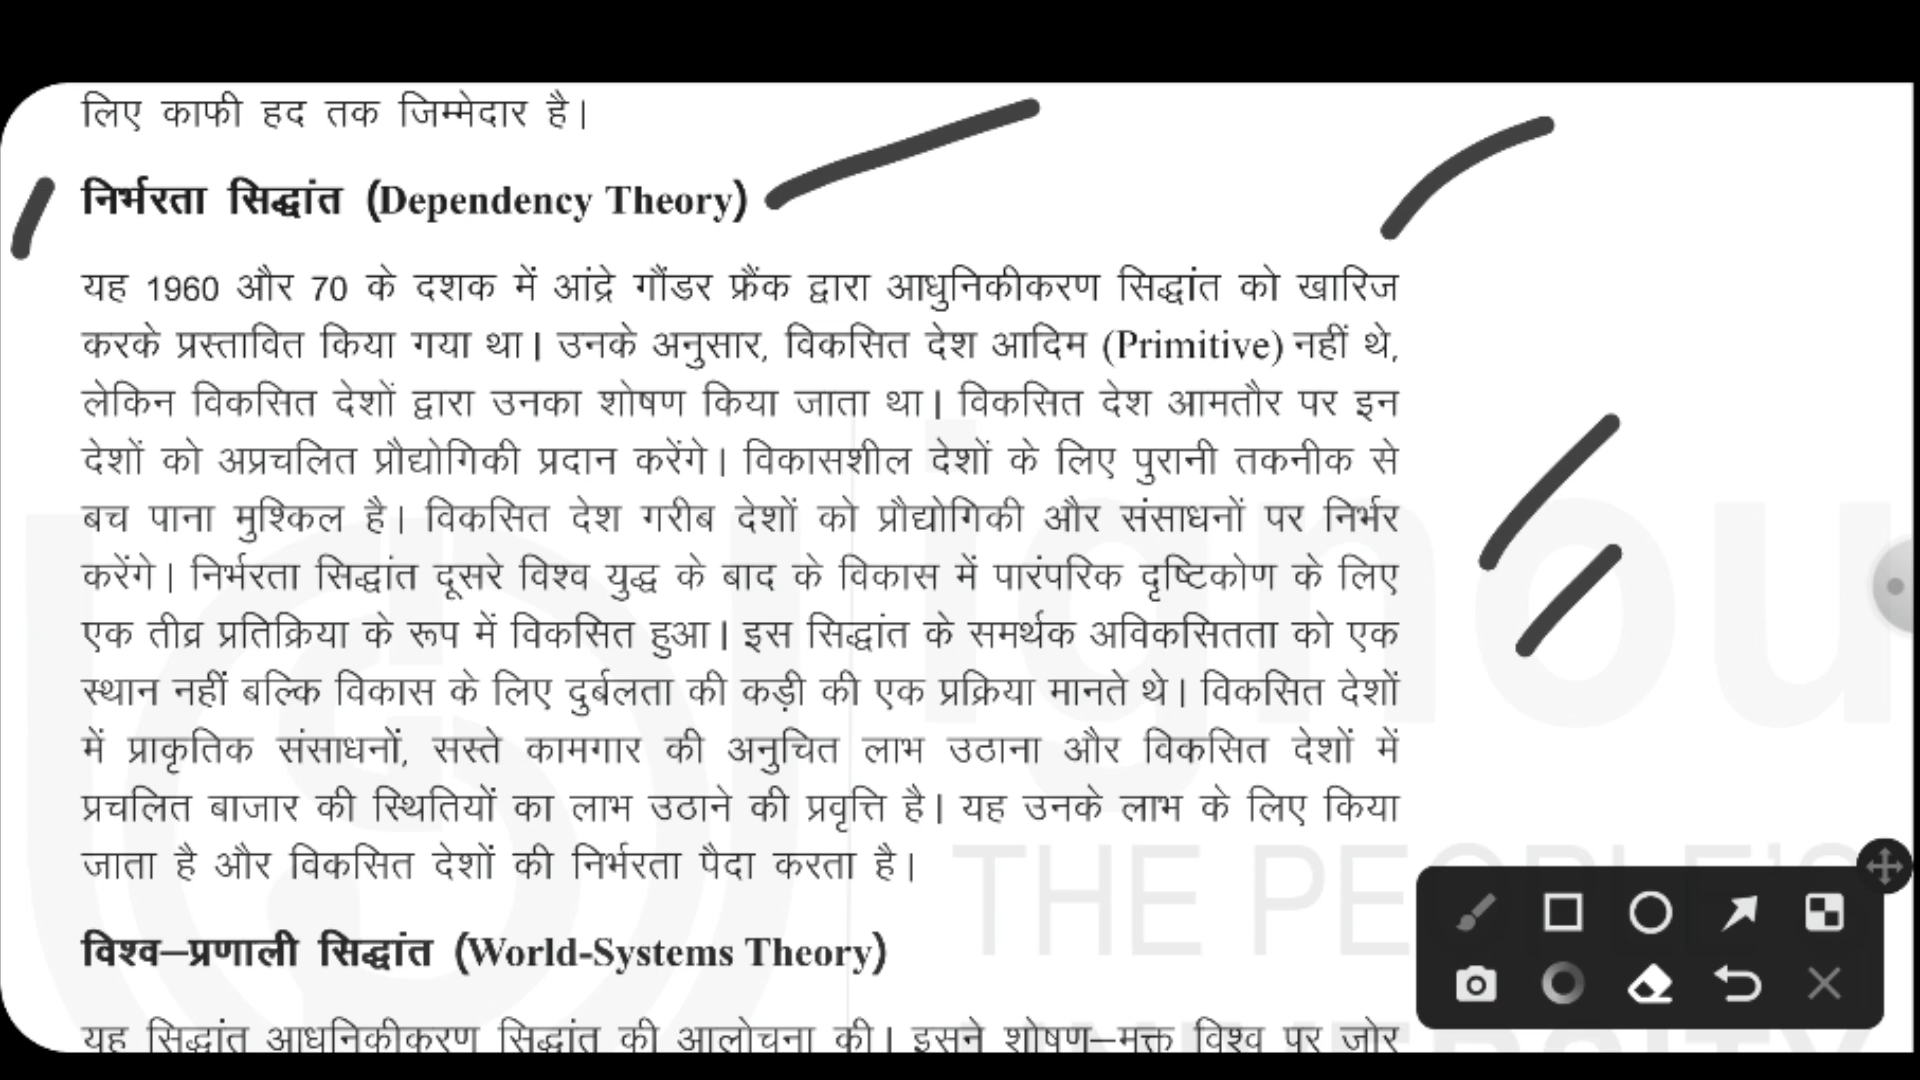 लिए काफी हद तक जिम्मेदार है।
निर्भरता सिद्धांत (Dependency Theory)
यह 1960 और 70 के दशक में आंद्रे गौंडर फ्रैंक द्वारा आधुनिकीकरण सिद्धांत को खारिज
करके प्रस्तावित किया गया था। उनके अनुसार, विकसित देश आदिम (Primitive) नहीं थे,
लेकिन विकसित देशों द्वारा उनका शोषण किया जाता था। विकसित देश आमतौर पर इन
देशों को अप्रचलित प्रौद्योगिकी प्रदान करेंगे। विकासशील देशों के लिए पुरानी तकनीक से
बच पाना मुश्किल है। विकसित देश गरीब देशों को प्रौद्योगिकी और संसाधनों पर निर्भर
करेंगे। निर्भरता सिद्धांत दूसरे विश्व युद्ध के बाद के विकास में पारंपरिक दृष्टिकोण के लिए
एक तीव्र प्रतिक्रिया के रूप में विकसित हुआ। इस सिद्धांत के समर्थक अविकसितता को एक
स्थान नहीं बल्कि विकास के लिए दुर्बलता की कड़ी की एक प्रक्रिया मानते थे। विकसित देशों
में प्राकृतिक संसाधनों, सस्ते कामगार की अनुचित लाभ उठाना और विकसित देशों में
प्रचलित बाजार की स्थितियों का लाभ उठाने की प्रवृत्ति है। यह उनके लाभ के लिए किया
जाता है और विकसित देशों की निर्भरता पैदा करता है।
विश्व–प्रणाली सिद्धांत (World-Systems Theory)
यह सिद्धांत आधुनिकीकरण सिद्धांत की आलोचना की। इसने शोषण–मुक्त विश्व पर जोर
ignou
THE PEOPLE'S